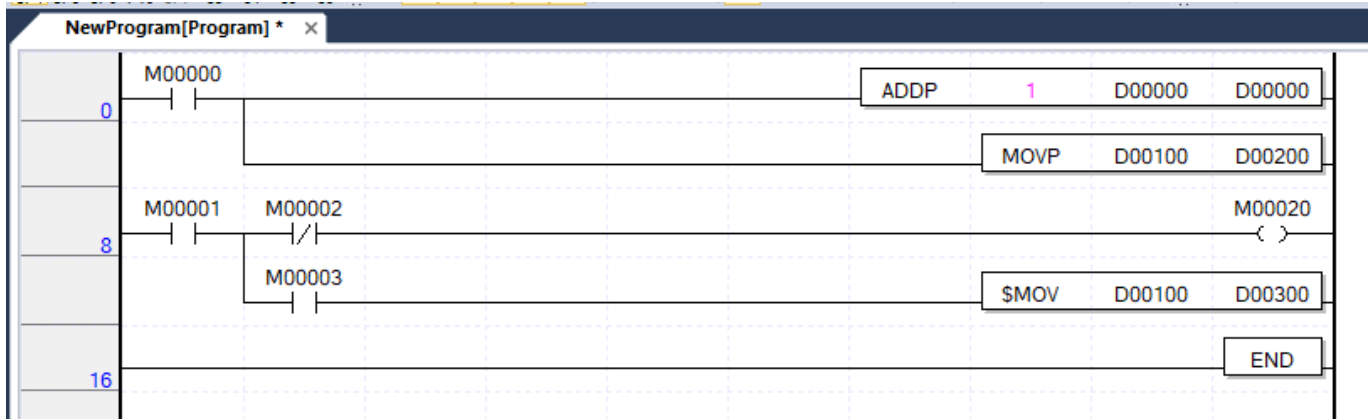 NewProgram[Program] * ×
M00000
0 ADDP 1 D00000 D00000
MOVP D00100 D00200
M00001 M00002 M00020
8
M00003
$MOV D00100 D00300
END
16